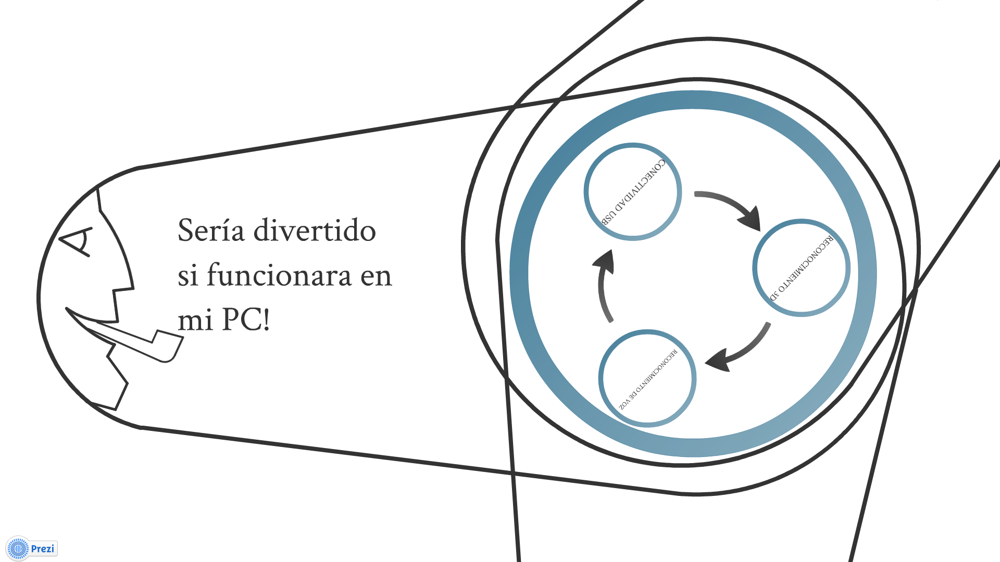 Sería divertido
si funcionara en
mi PC!
CONECTIVIDAD USB
RECONOCIMIENTO 3D
RECONOCIMIENTO DE VOZ
Prezi